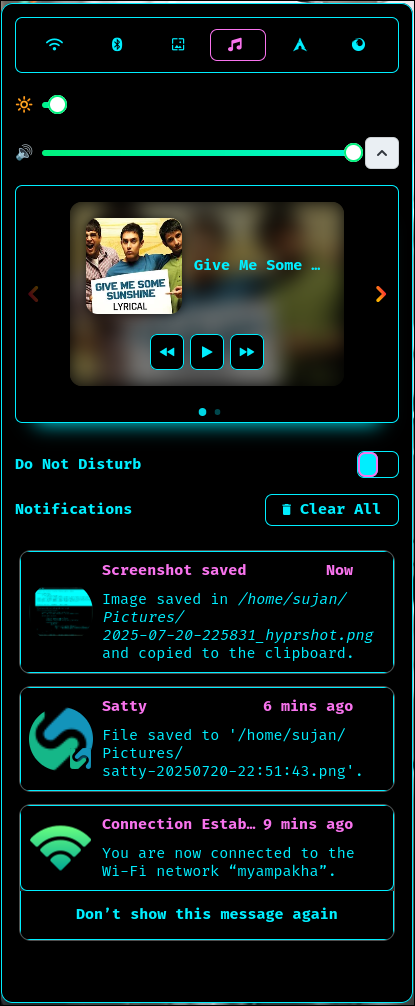 GIVE ME SOME
SUNSHINE
LYRICAL
Give Me Some …
Do Not Disturb
Notifications
Clear All
Screenshot saved Now
Image saved in /home/sujan/
Pictures/
2025-07-20-225831_hyprshot.png
and copied to the clipboard.
Satty 6 mins ago
File saved to '/home/sujan/
Pictures/
satty-20250720-22:51:43.png'.
Connection Estab… 9 mins ago
You are now connected to the
Wi-Fi network “myampakha”.
Don’t show this message again